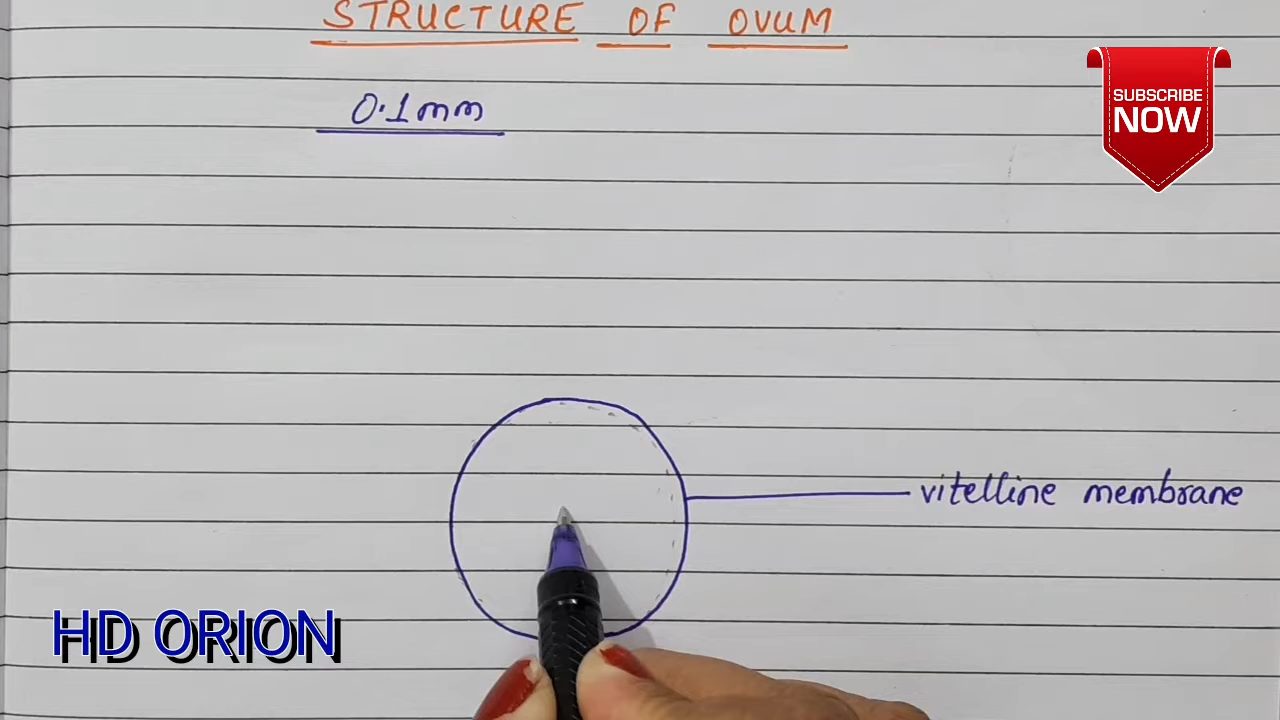 STRUCTURE OF OVUM
0.1mm
SUBSCRIBE
NOW
vitelline membrane
HD ORION